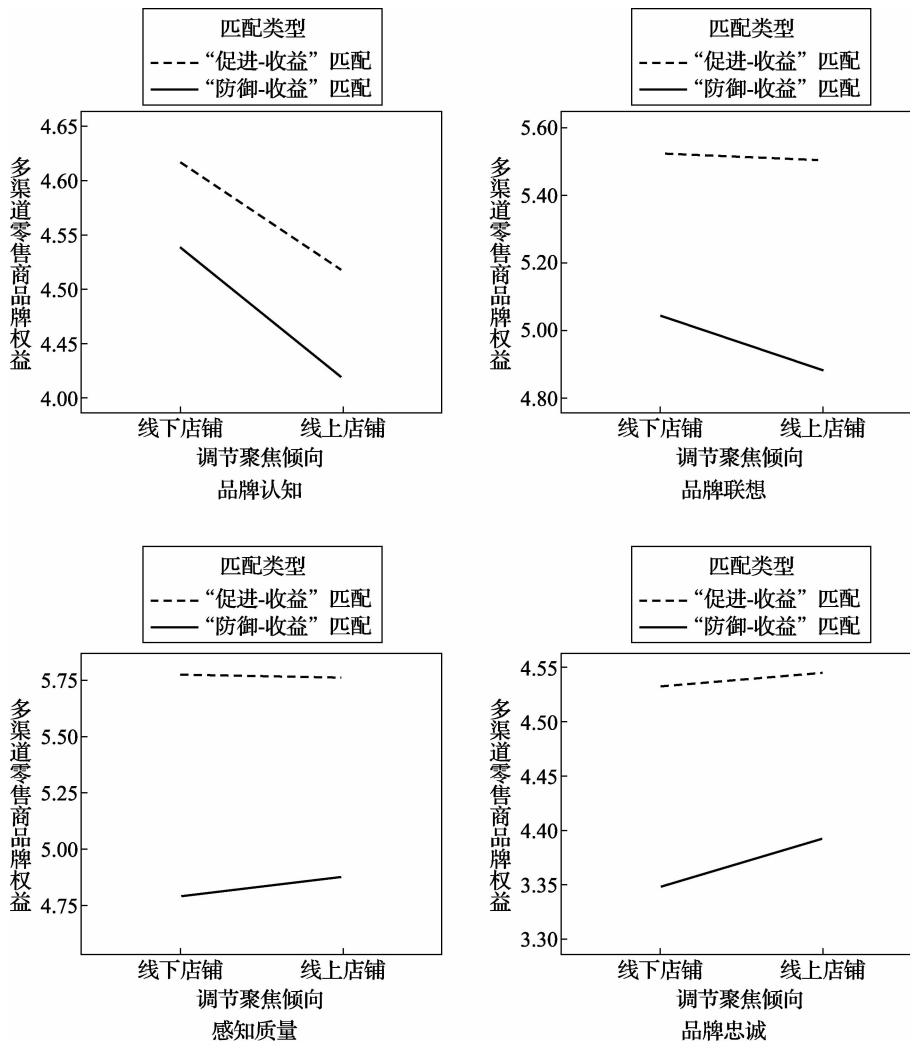 匹配类型
“促进-收益”匹配
“防御-收益”匹配
4.65
4.60
4.55
4.50
4.45
4.00
多渠道零售商品牌权益
线下店铺
线上店铺
调节聚焦倾向
品牌认知
匹配类型
“促进-收益”匹配
“防御-收益”匹配
5.60
5.40
5.20
5.00
4.80
多渠道零售商品牌权益
线下店铺
线上店铺
调节聚焦倾向
品牌联想
匹配类型
“促进-收益”匹配
“防御-收益”匹配
5.75
5.50
5.25
5.00
4.75
多渠道零售商品牌权益
线下店铺
线上店铺
调节聚焦倾向
感知质量
匹配类型
“促进-收益”匹配
“防御-收益”匹配
4.55
4.50
4.45
4.40
3.35
3.30
多渠道零售商品牌权益
线下店铺
线上店铺
调节聚焦倾向
品牌忠诚